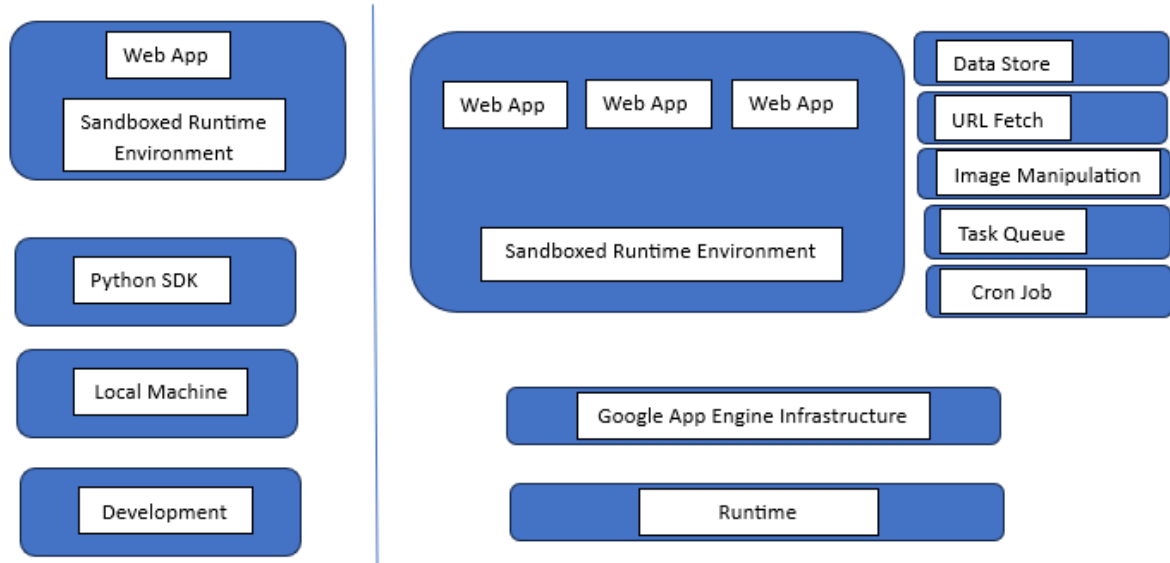 Web App
Sandboxed Runtime
Environment
Python SDK
Local Machine
Development
Web App
Web App
Web App
Sandboxed Runtime Environment
Data Store
URL Fetch
Image Manipulation
Task Queue
Cron Job
Google App Engine Infrastructure
Runtime